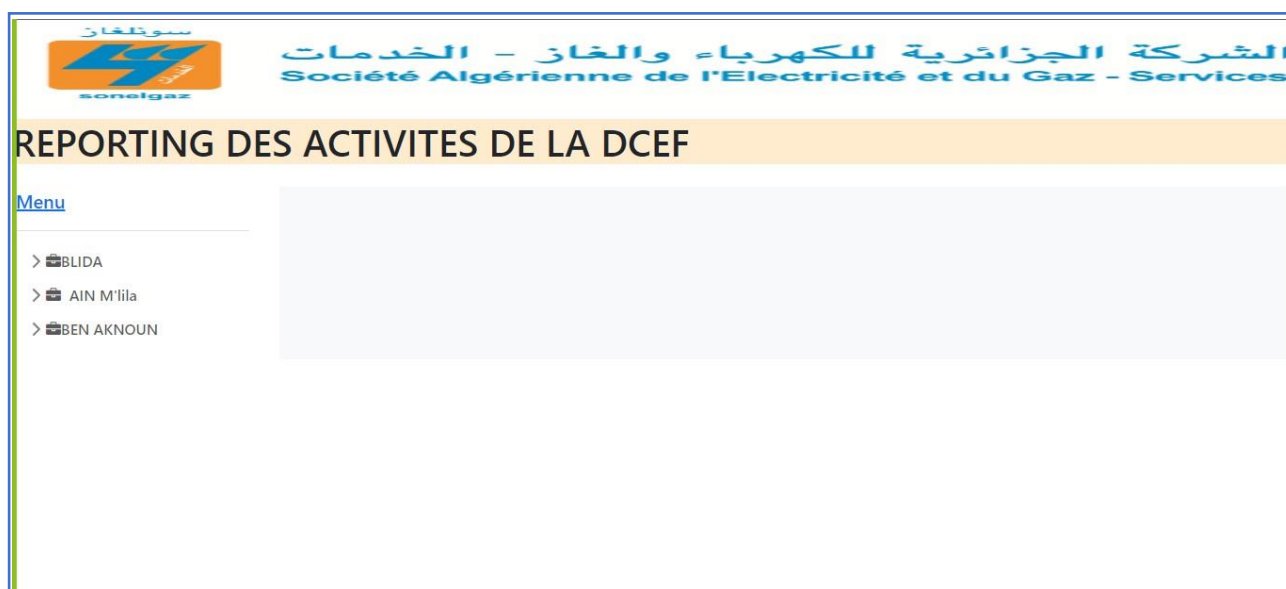 سونلغاز
الخدمات
sonelgaz
الشركة الجزائرية للكهرباء والغاز - الخدمات
Société Algérienne de l'Electricité et du Gaz - Services
REPORTING DES ACTIVITES DE LA DCEF
Menu
BLIDA
AIN M'lila
BEN AKNOUN